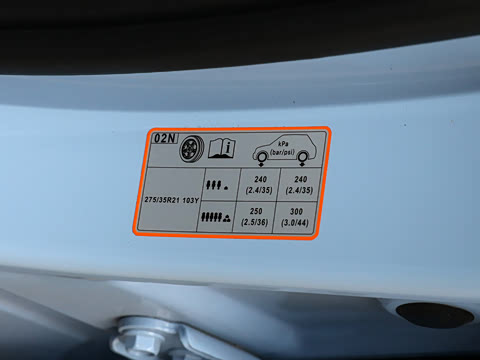 02N
i
kPa
(bar/psi)
275/35R21 103Y
240 240
(2.4/35) (2.4/35)
250 300
(2.5/36) (3.0/44)